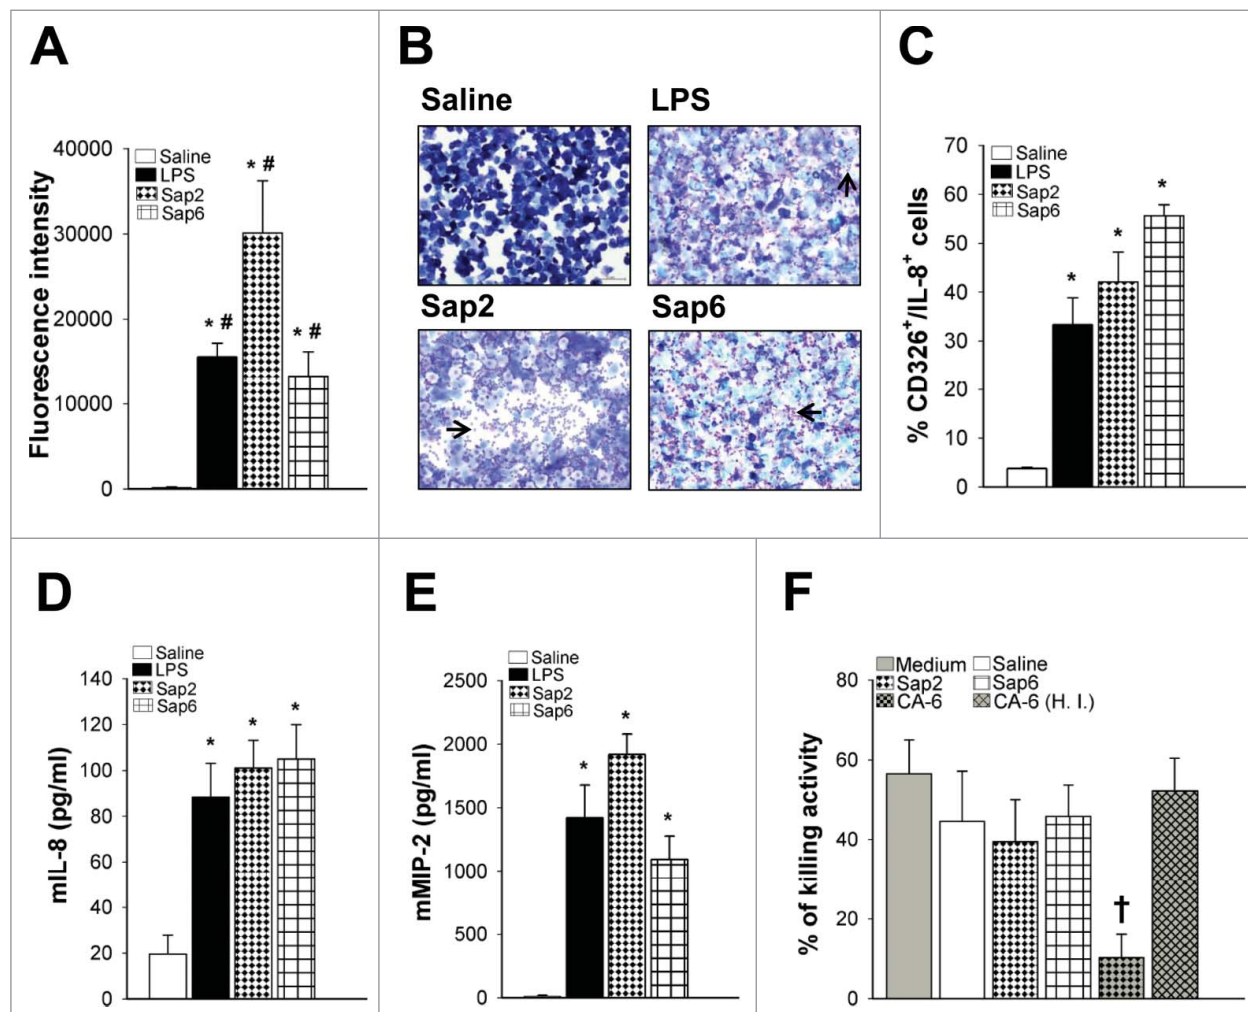 A
Fluorescence intensity
40000
30000
20000
10000
0
Saline
LPS
Sap2
Sap6
* #
* #
* #
B
Saline
LPS
Sap2
Sap6
C
% CD326⁺/IL-8⁺ cells
70
60
50
40
30
20
10
0
Saline
LPS
Sap2
Sap6
*
*
*
D
mIL-8 (pg/ml)
140
120
100
80
60
40
20
0
Saline
LPS
Sap2
Sap6
*
*
*
E
mMIP-2 (pg/ml)
2500
2000
1500
1000
500
0
Saline
LPS
Sap2
Sap6
*
*
*
F
% of killing activity
80
60
40
20
0
Medium
Saline
Sap2
Sap6
CA-6
CA-6 (H. I.)
†